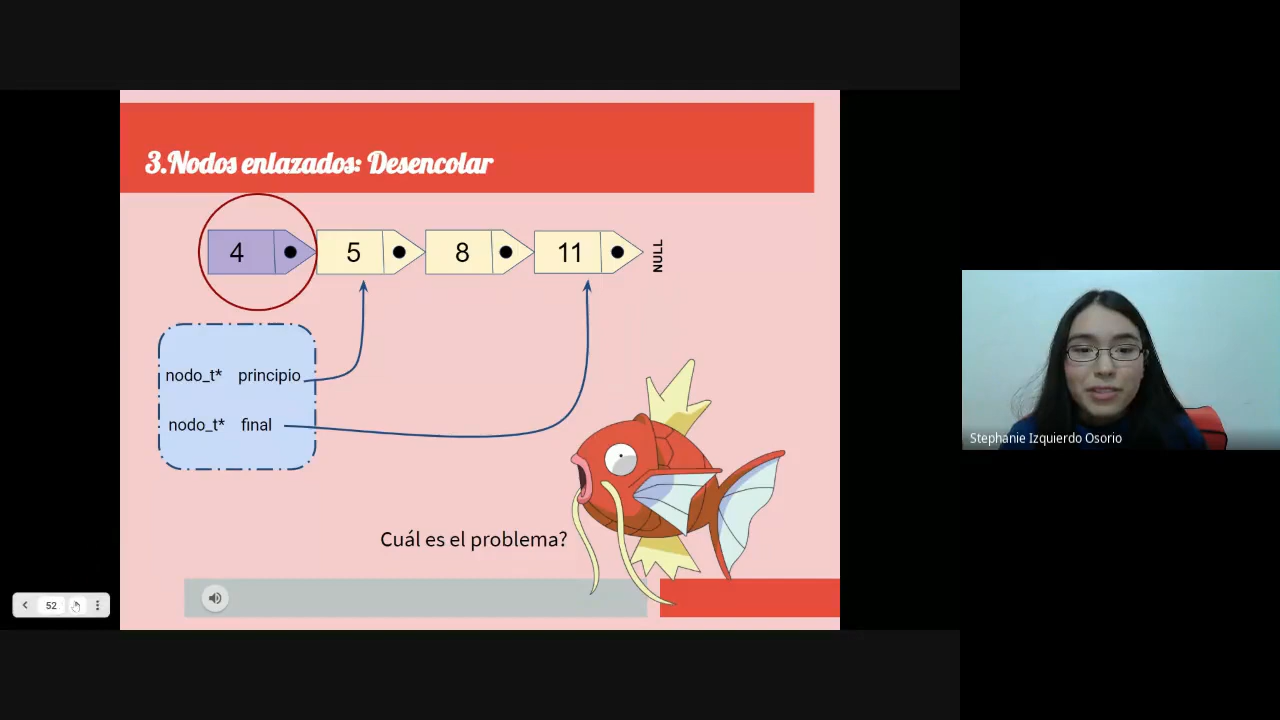 3.Nodos enlazados: Desencolar
4 5 8 11 NULL
nodo_t* principio
nodo_t* final
Cuál es el problema?
Stephanie Izquierdo Osorio
52